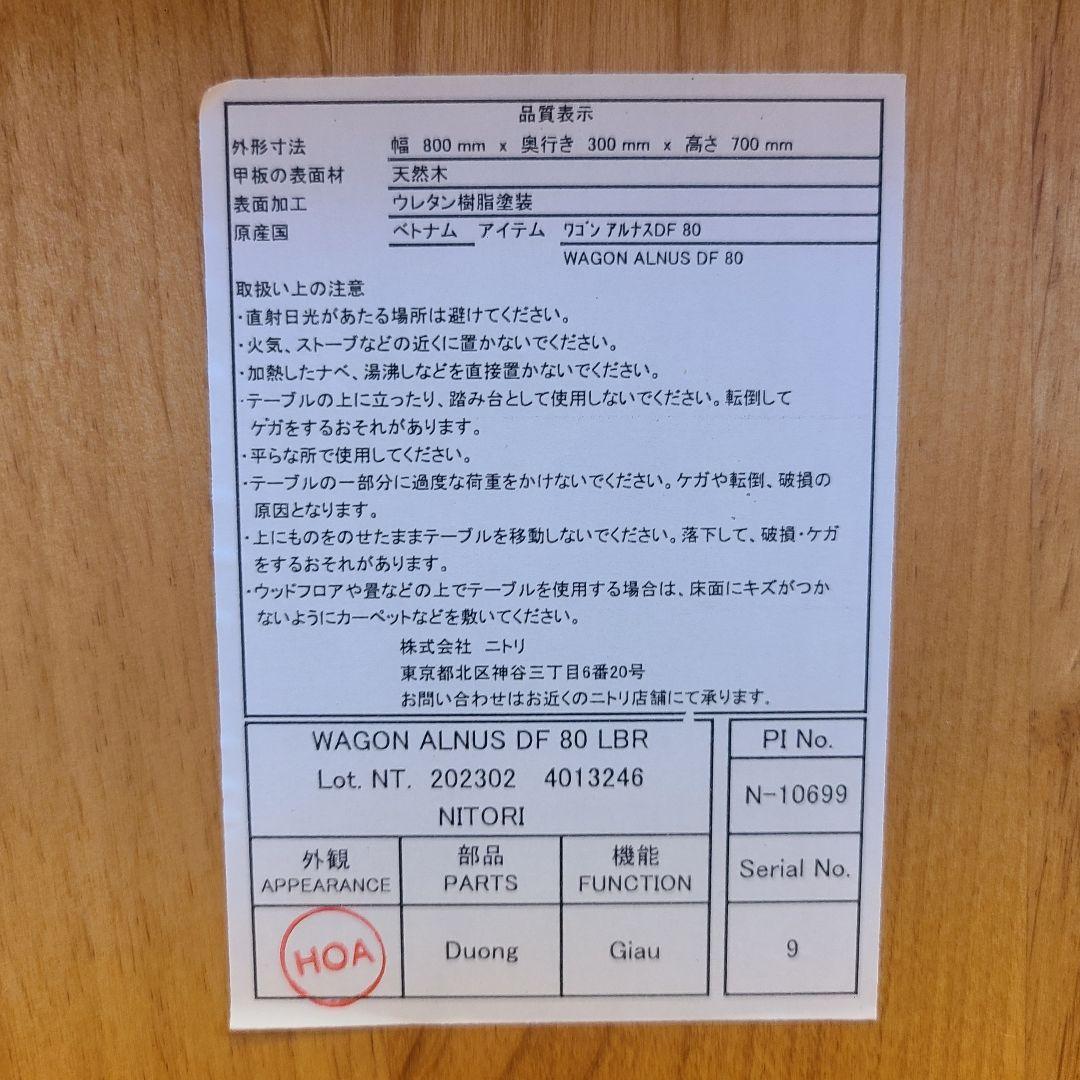 品質表示
外形寸法 幅 800 mm x 奥行き 300 mm x 高さ 700 mm
甲板の表面材 天然木
表面加工 ウレタン樹脂塗装
原産国 ベトナム アイテム ワゴン アルナスDF 80
WAGON ALNUS DF 80
取扱い上の注意
・直射日光があたる場所は避けてください。
・火気、ストーブなどの近くに置かないでください。
・加熱したナベ、湯沸しなどを直接置かないでください。
・テーブルの上に立ったり、踏み台として使用しないでください。転倒して
ケガをするおそれがあります。
・平らな所で使用してください。
・テーブルの一部分に過度な荷重をかけないでください。ケガや転倒、破損の
原因となります。
・上にものをのせたままテーブルを移動しないでください。落下して、破損・ケガ
をするおそれがあります。
・ウッドフロアや畳などの上でテーブルを使用する場合は、床面にキズがつか
ないようにカーペットなどを敷いてください。
株式会社 ニトリ
東京都北区神谷三丁目6番20号
お問い合わせはお近くのニトリ店舗にて承ります。
WAGON ALNUS DF 80 LBR
Lot. NT. 202302 4013246
NITORI
PI No.
N-10699
外観 部品 機能
APPEARANCE PARTS FUNCTION
Serial No.
HOA Duong Giau 9